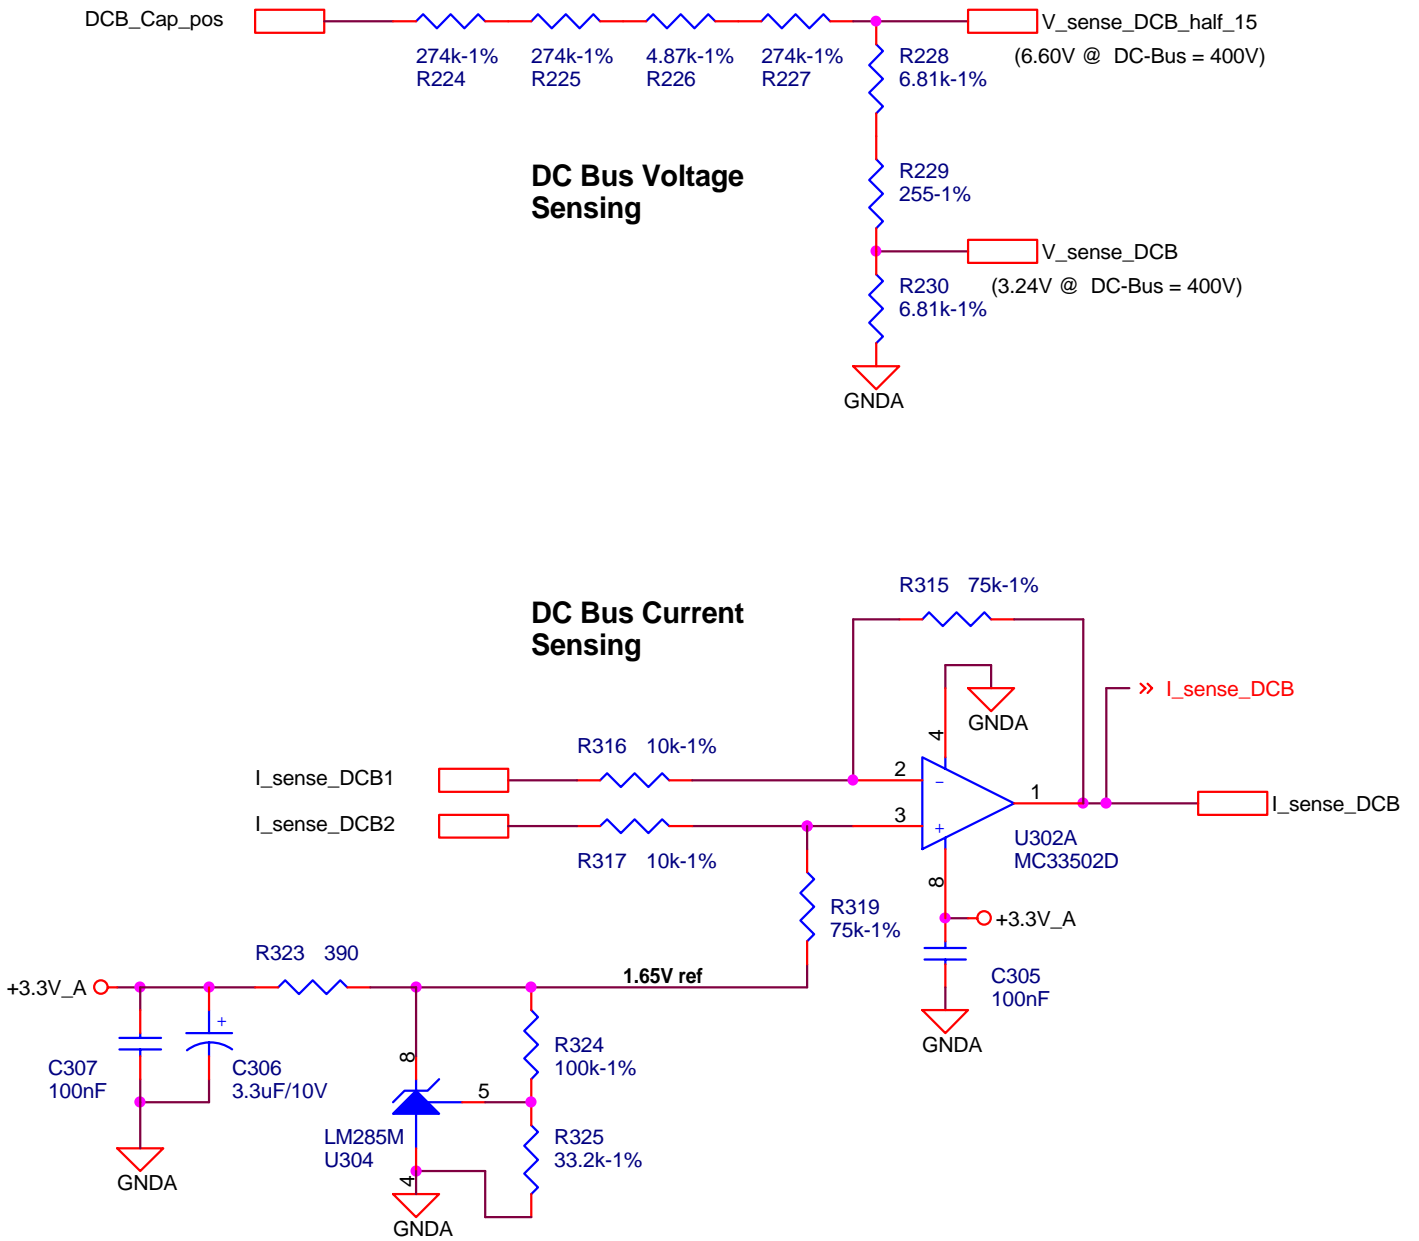 DCB_Cap_pos
V_sense_DCB_half_15
274k-1%
R224
274k-1%
R225
4.87k-1%
R226
274k-1%
R227
R228
6.81k-1%
(6.60V @ DC-Bus = 400V)
DC Bus Voltage
Sensing
R229
255-1%
V_sense_DCB
R230
6.81k-1%
(3.24V @ DC-Bus = 400V)
GNDA
DC Bus Current
Sensing
R315 75k-1%
I_sense_DCB
GNDA
4
R316 10k-1%
I_sense_DCB1
2
−
1
I_sense_DCB
I_sense_DCB2
3
+
U302A
MC33502D
R317 10k-1%
8
R319
75k-1%
+3.3V_A
R323 390
1.65V ref
C305
100nF
+3.3V_A
+
GNDA
C307
100nF
C306
3.3uF/10V
8
R324
100k-1%
5
LM285M
U304
R325
33.2k-1%
4
GNDA
GNDA